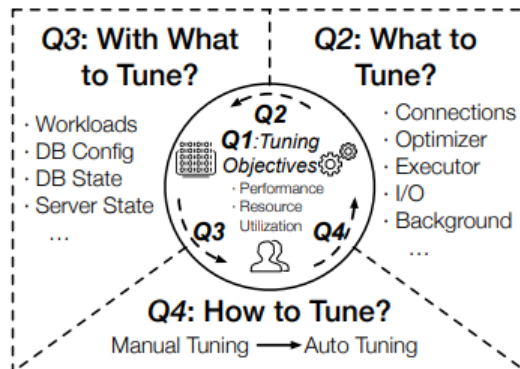 Q3: With What
to Tune?
· Workloads
· DB Config
· DB State
· Server State
...
Q2: What to
Tune?
· Connections
· Optimizer
· Executor
· I/O
· Background
...
Q2
Q1:Tuning
Objectives
· Performance
· Resource
Utilization
Q3
Q4
Q4: How to Tune?
Manual Tuning Auto Tuning